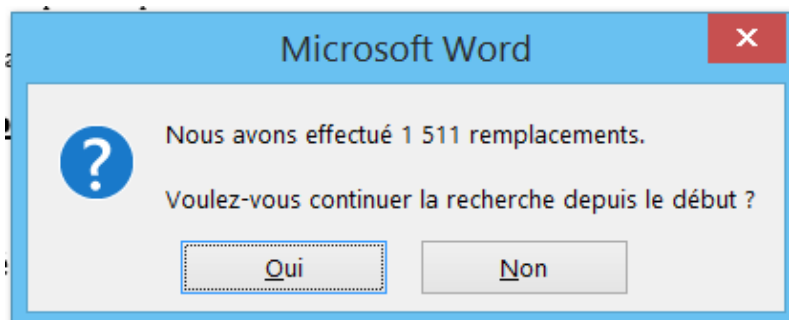 Microsoft Word
Nous avons effectué 1 511 remplacements.
Voulez-vous continuer la recherche depuis le début ?
Oui
Non